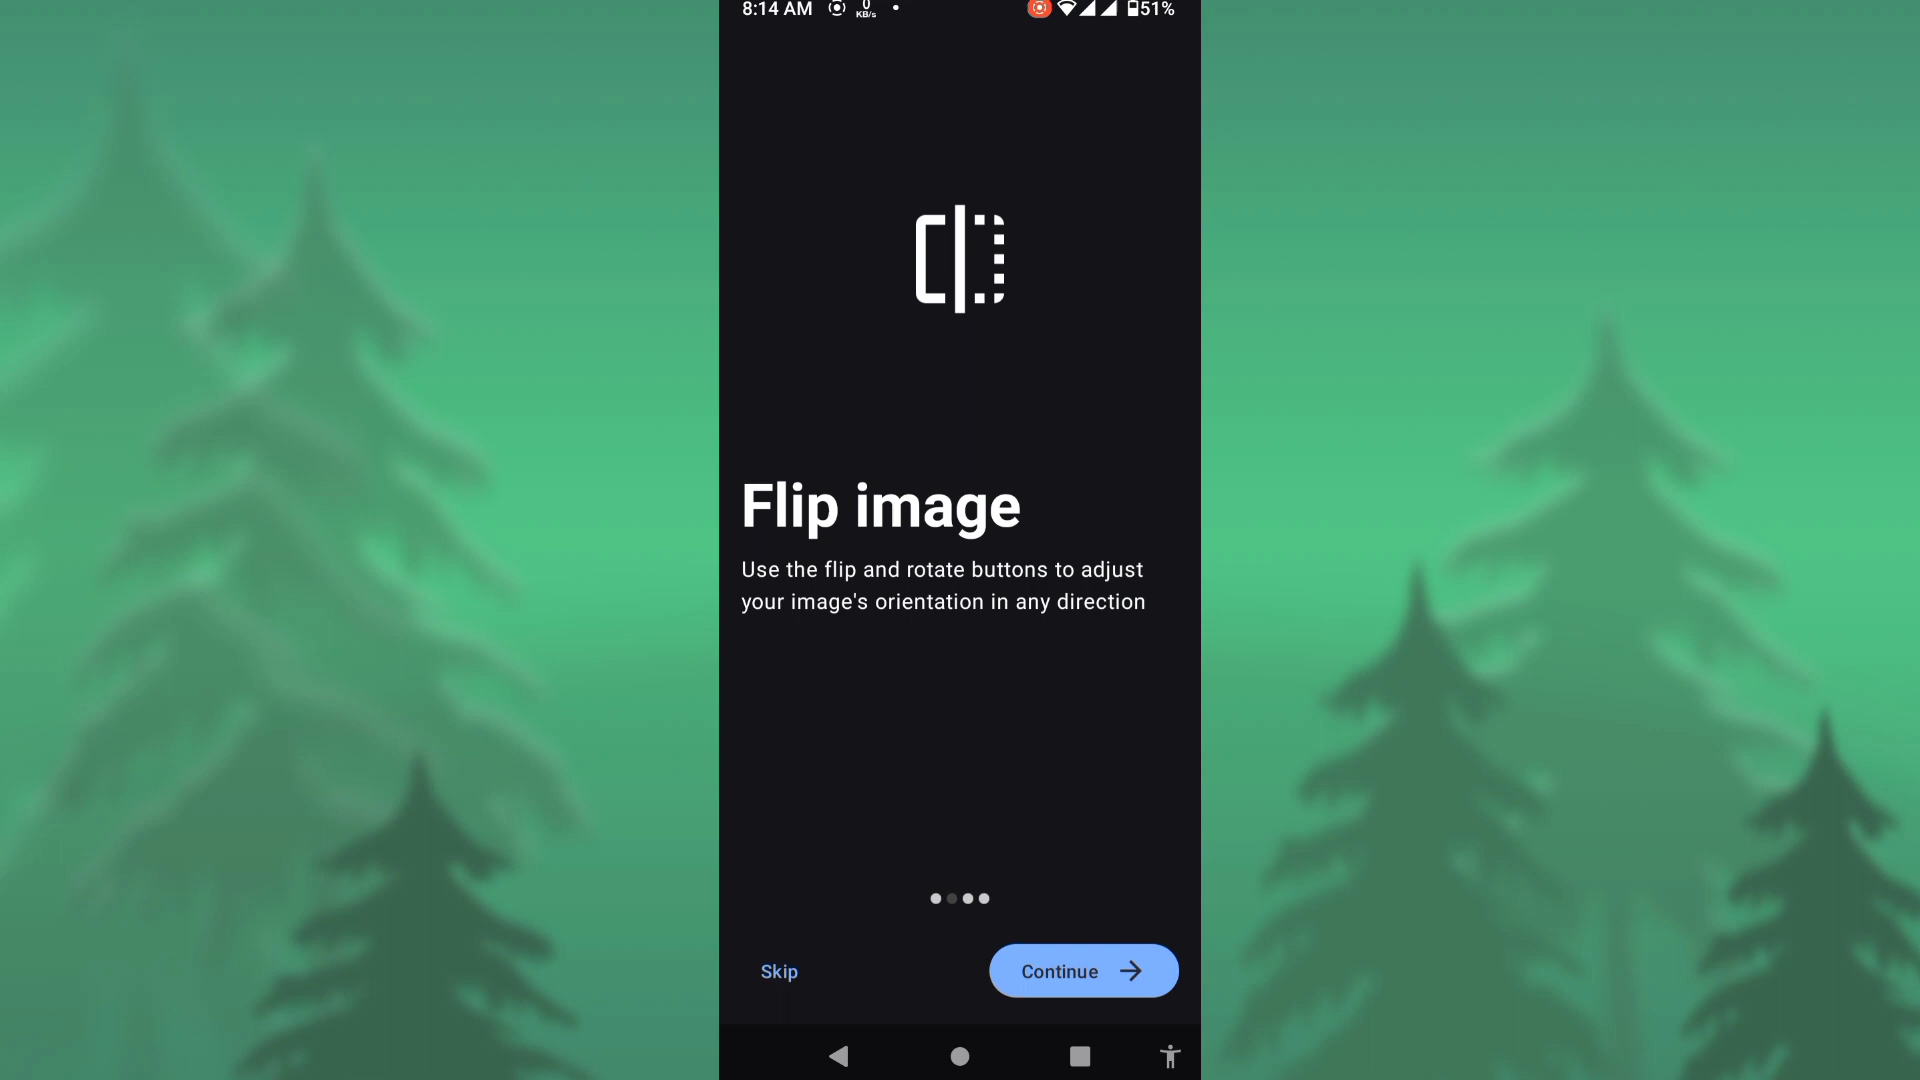 8:14 AM 0 KB/s 51%
Flip image
Use the flip and rotate buttons to adjust
your image's orientation in any direction
Skip
Continue